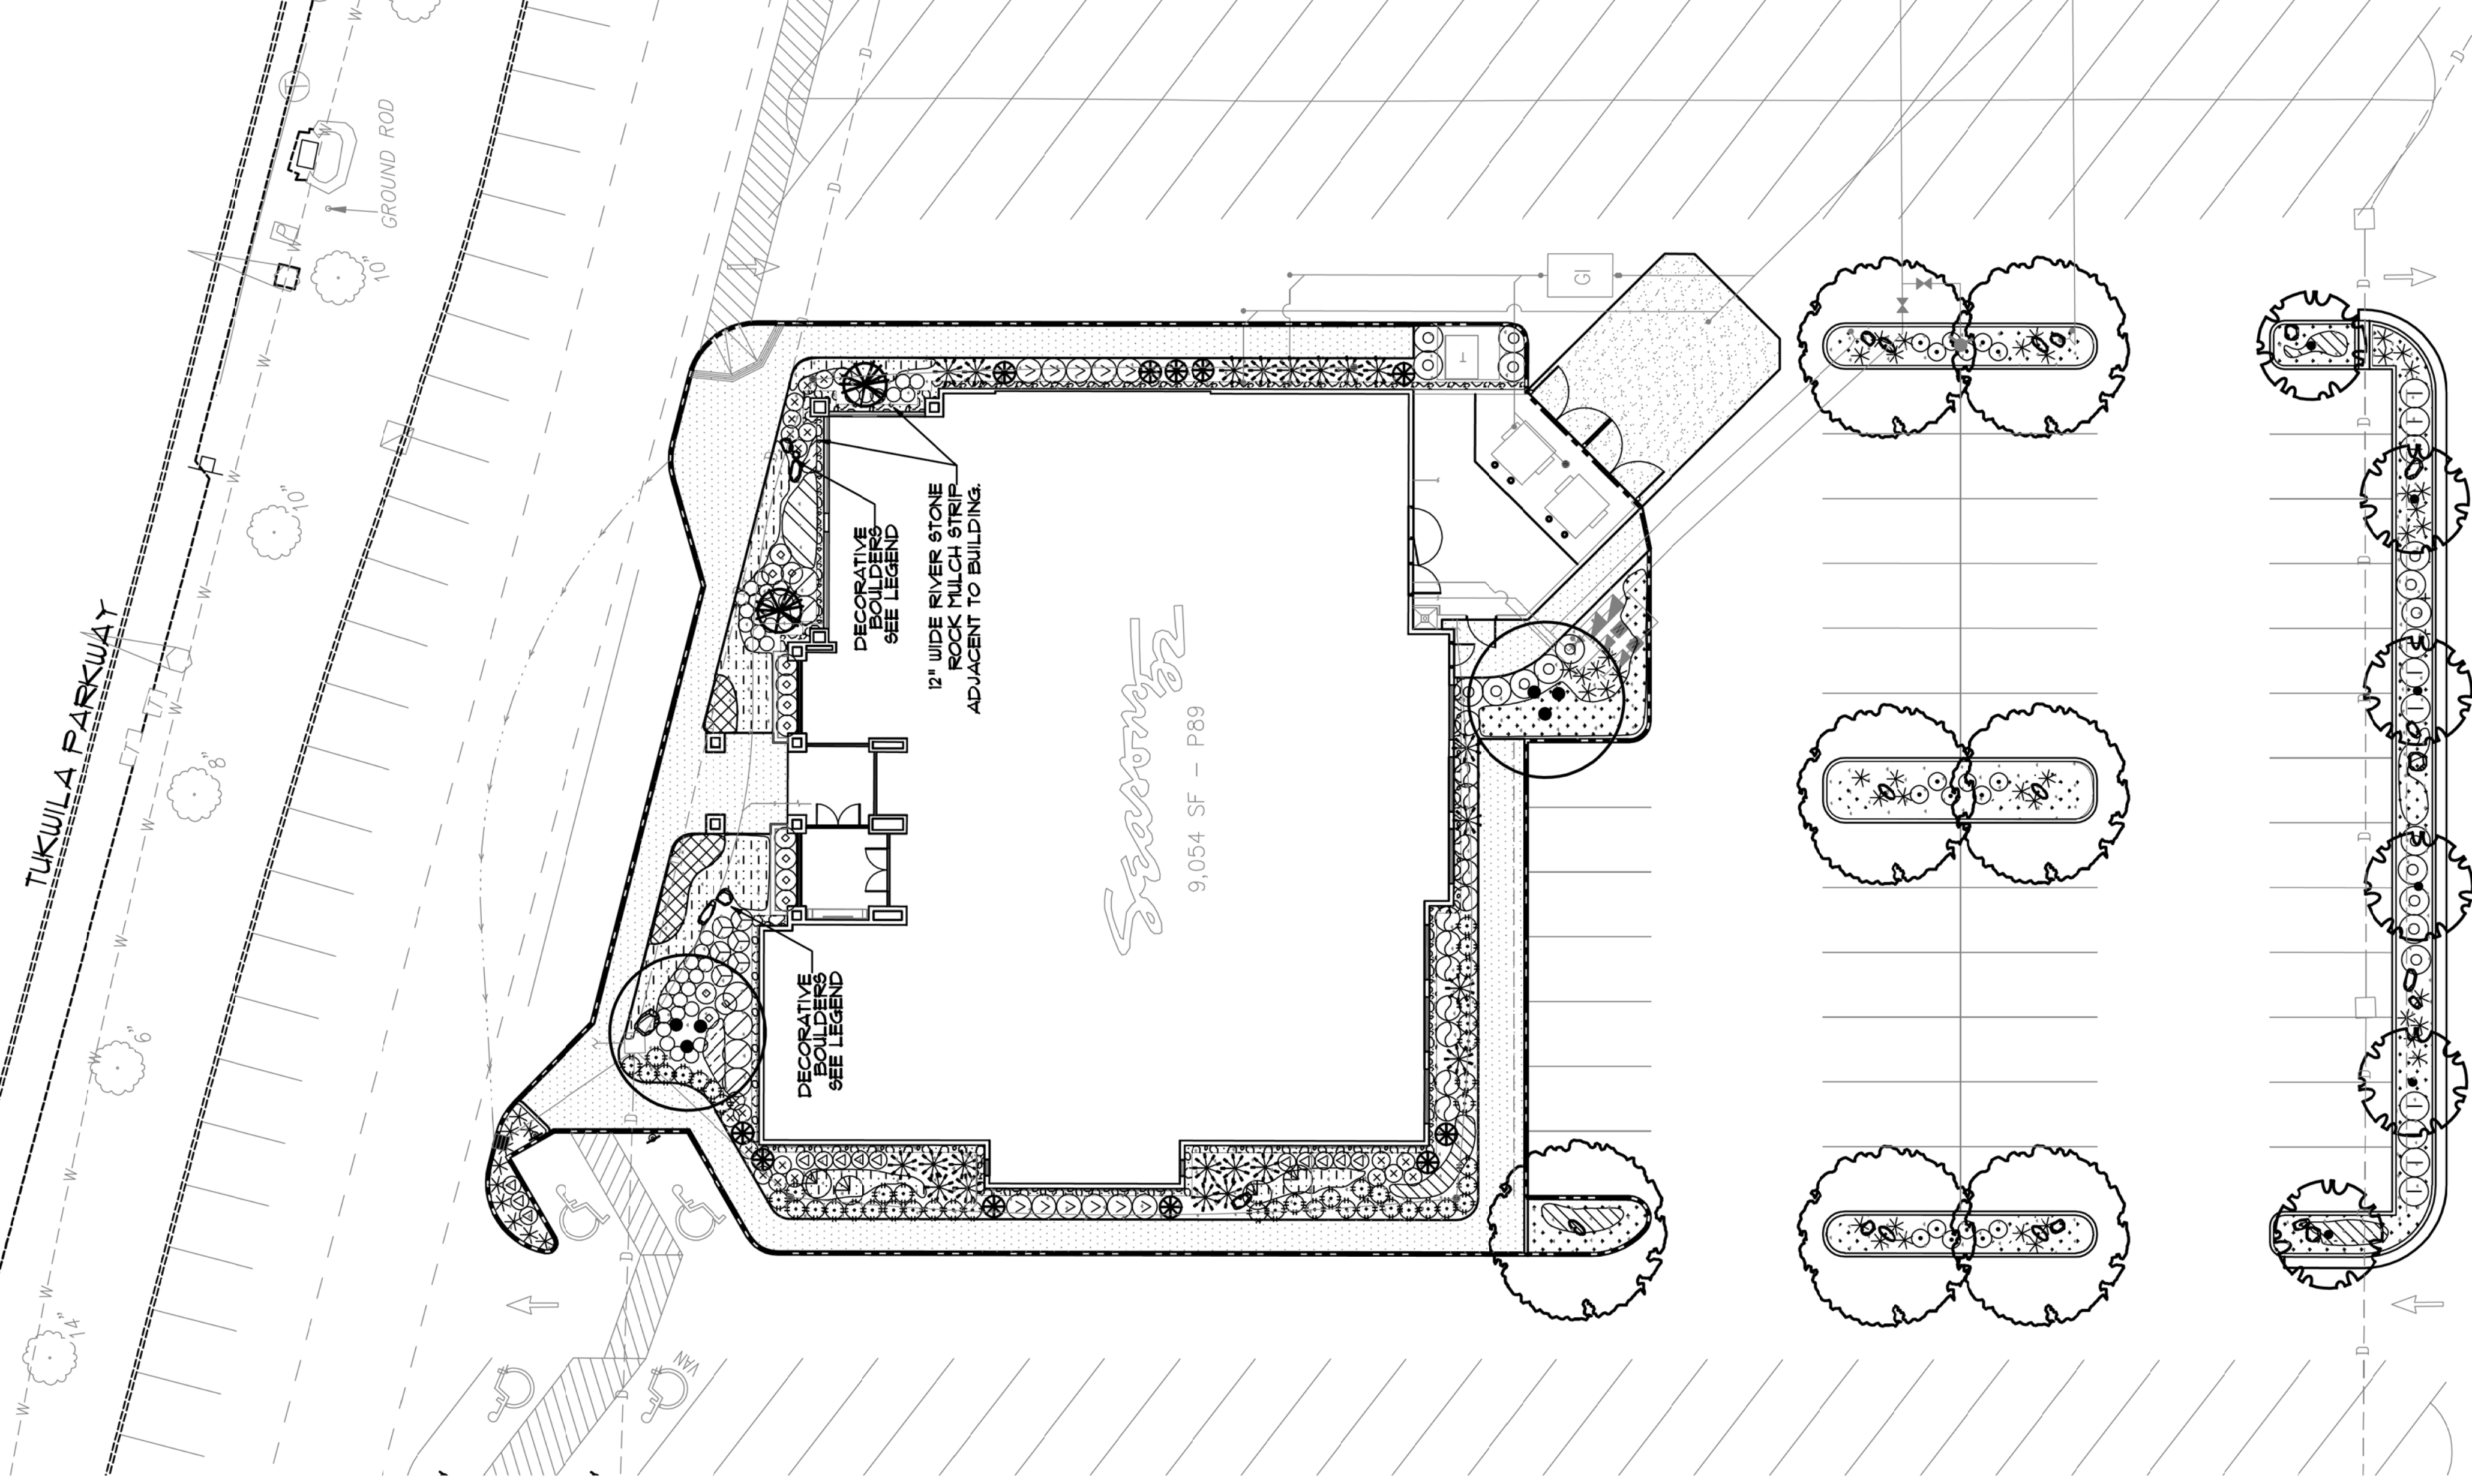 TUKWILA PARKWAY
GROUND ROD
10"
10"
8"
6"
14"
W
D
GI
T
DECORATIVE
BOULDERS
SEE LEGEND
12" WIDE RIVER STONE
ROCK MULCH STRIP
ADJACENT TO BUILDING.
9,054 SF - P89
DECORATIVE
BOULDERS
SEE LEGEND
VAN